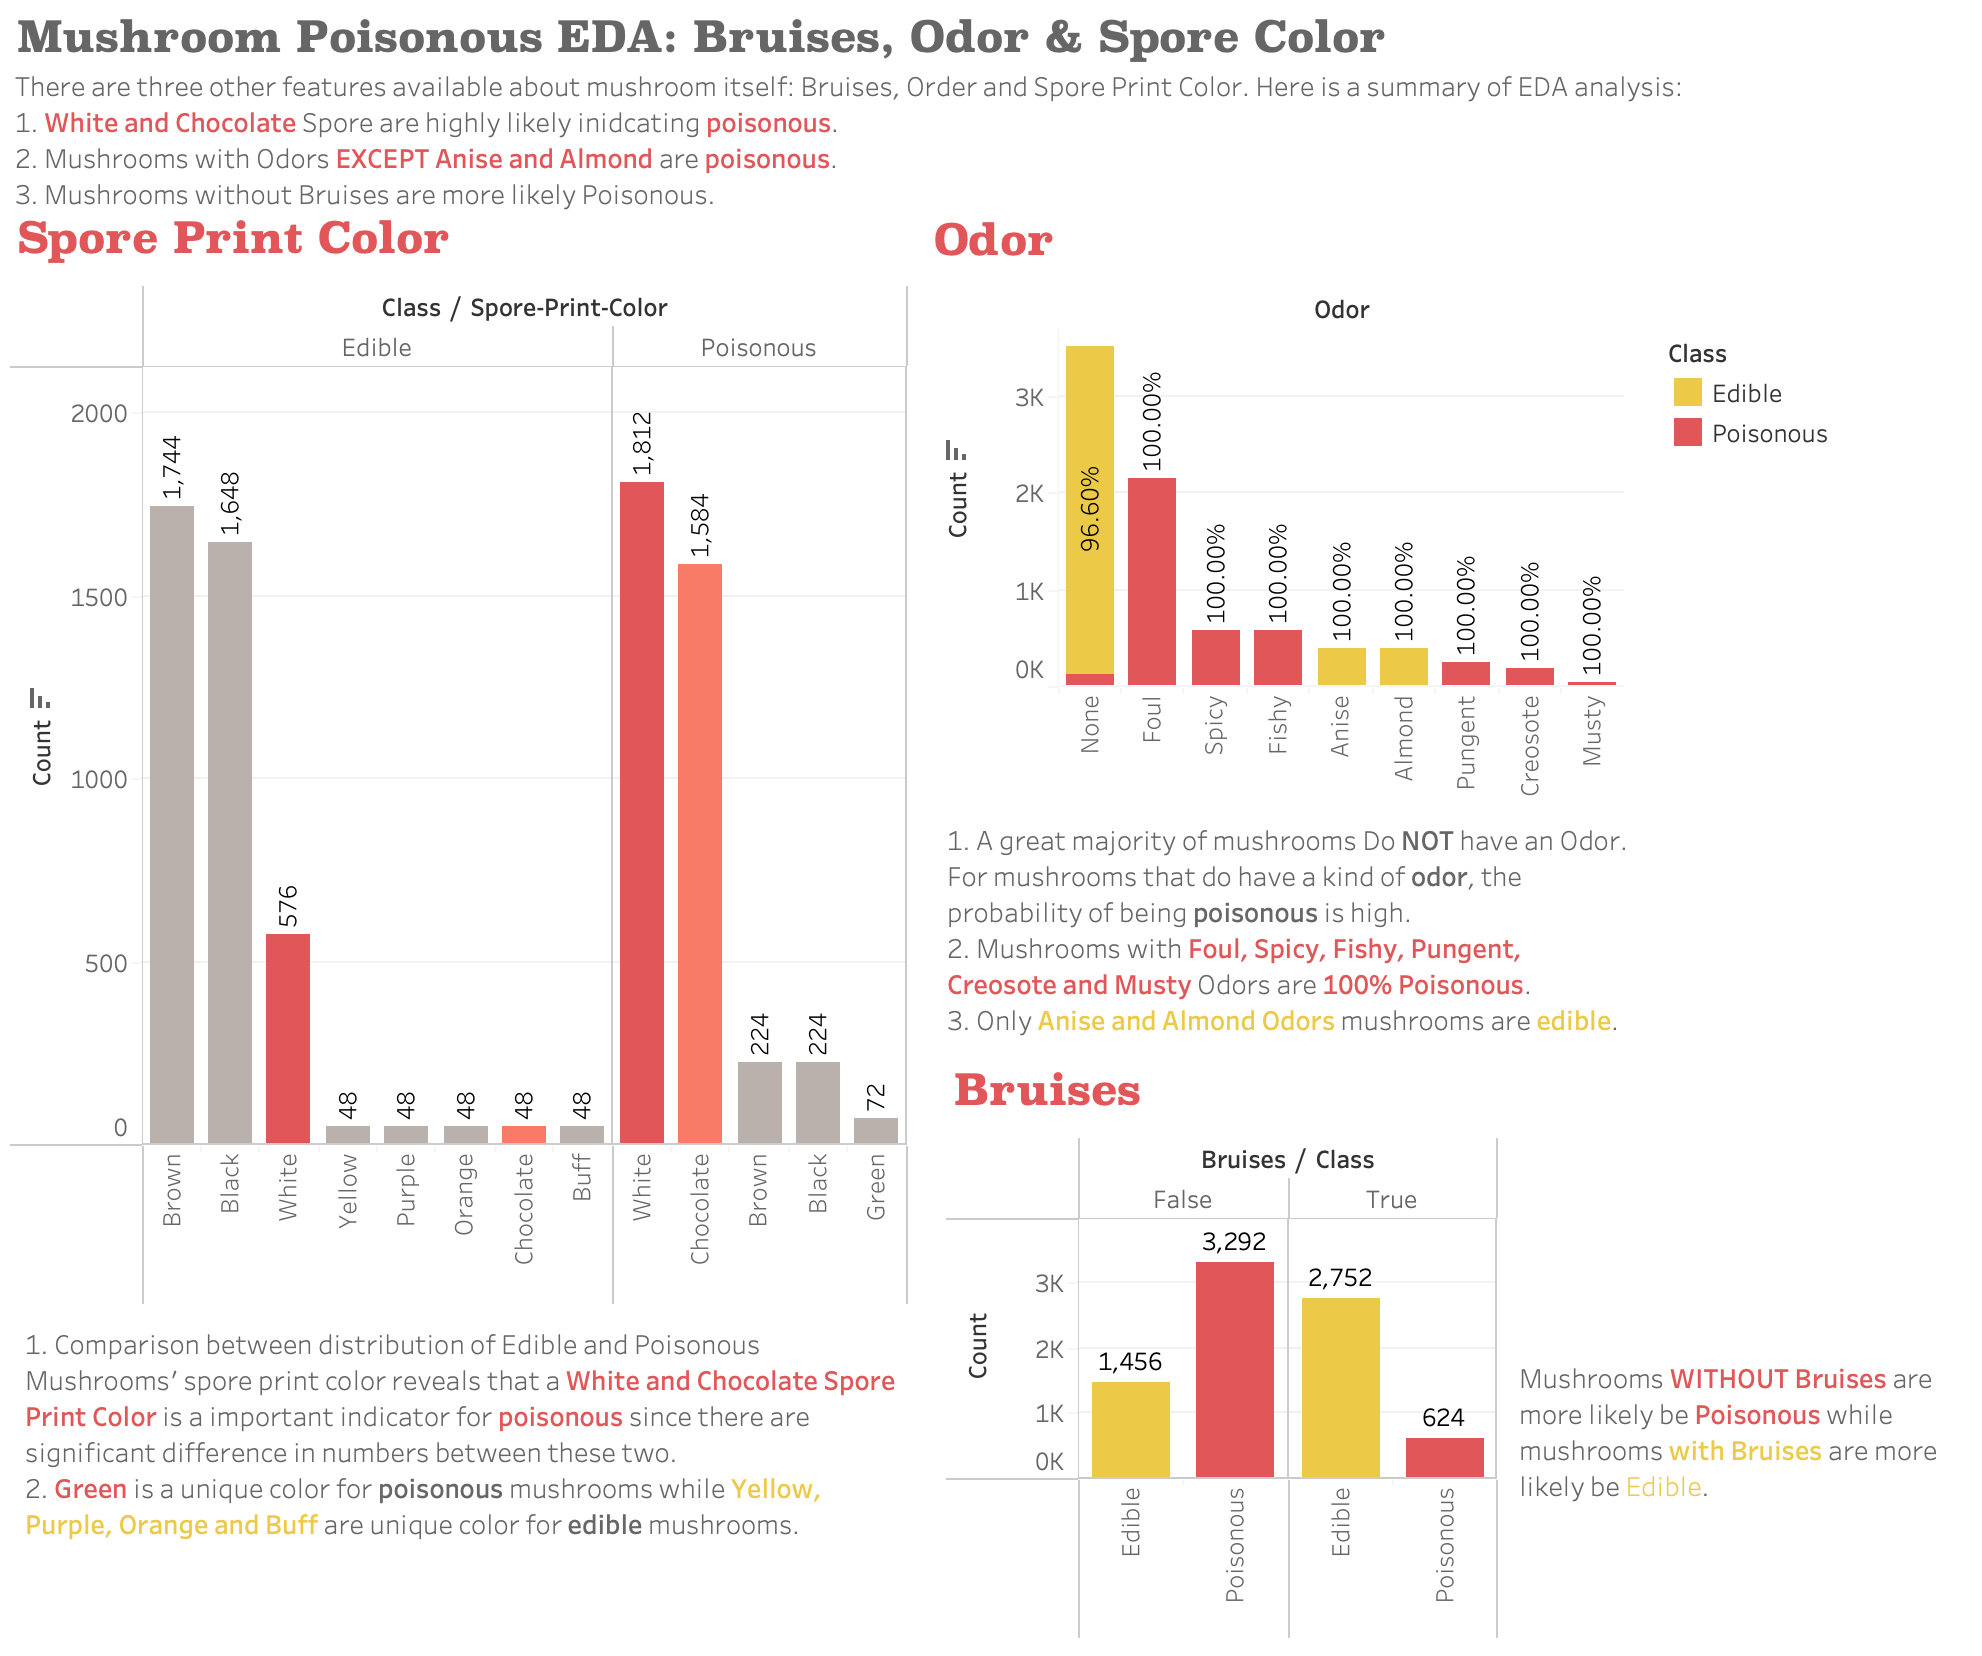 Mushroom Poisonous EDA: Bruises, Odor & Spore Color
There are three other features available about mushroom itself: Bruises, Order and Spore Print Color. Here is a summary of EDA analysis:
1. White and Chocolate Spore are highly likely inidcating poisonous.
2. Mushrooms with Odors EXCEPT Anise and Almond are poisonous.
3. Mushrooms without Bruises are more likely Poisonous.
Spore Print Color
Class / Spore-Print-Color
Edible
Poisonous
2000
1500
1000
500
0
Count
1,744
1,648
576
48
48
48
48
48
1,812
1,584
224
224
72
Brown
Black
White
Yellow
Purple
Orange
Chocolate
Buff
White
Chocolate
Brown
Black
Green
1. Comparison between distribution of Edible and Poisonous
Mushrooms' spore print color reveals that a White and Chocolate Spore
Print Color is a important indicator for poisonous since there are
significant difference in numbers between these two.
2. Green is a unique color for poisonous mushrooms while Yellow,
Purple, Orange and Buff are unique color for edible mushrooms.
Odor
Odor
3K
2K
1K
0K
Count
96.60%
100.00%
100.00%
100.00%
100.00%
100.00%
100.00%
100.00%
100.00%
None
Foul
Spicy
Fishy
Anise
Almond
Pungent
Creosote
Musty
Class
Edible
Poisonous
1. A great majority of mushrooms Do NOT have an Odor.
For mushrooms that do have a kind of odor, the
probability of being poisonous is high.
2. Mushrooms with Foul, Spicy, Fishy, Pungent,
Creosote and Musty Odors are 100% Poisonous.
3. Only Anise and Almond Odors mushrooms are edible.
Bruises
Bruises / Class
False
True
3K
2K
1K
0K
Count
1,456
3,292
2,752
624
Edible
Poisonous
Edible
Poisonous
Mushrooms WITHOUT Bruises are
more likely be Poisonous while
mushrooms with Bruises are more
likely be Edible.